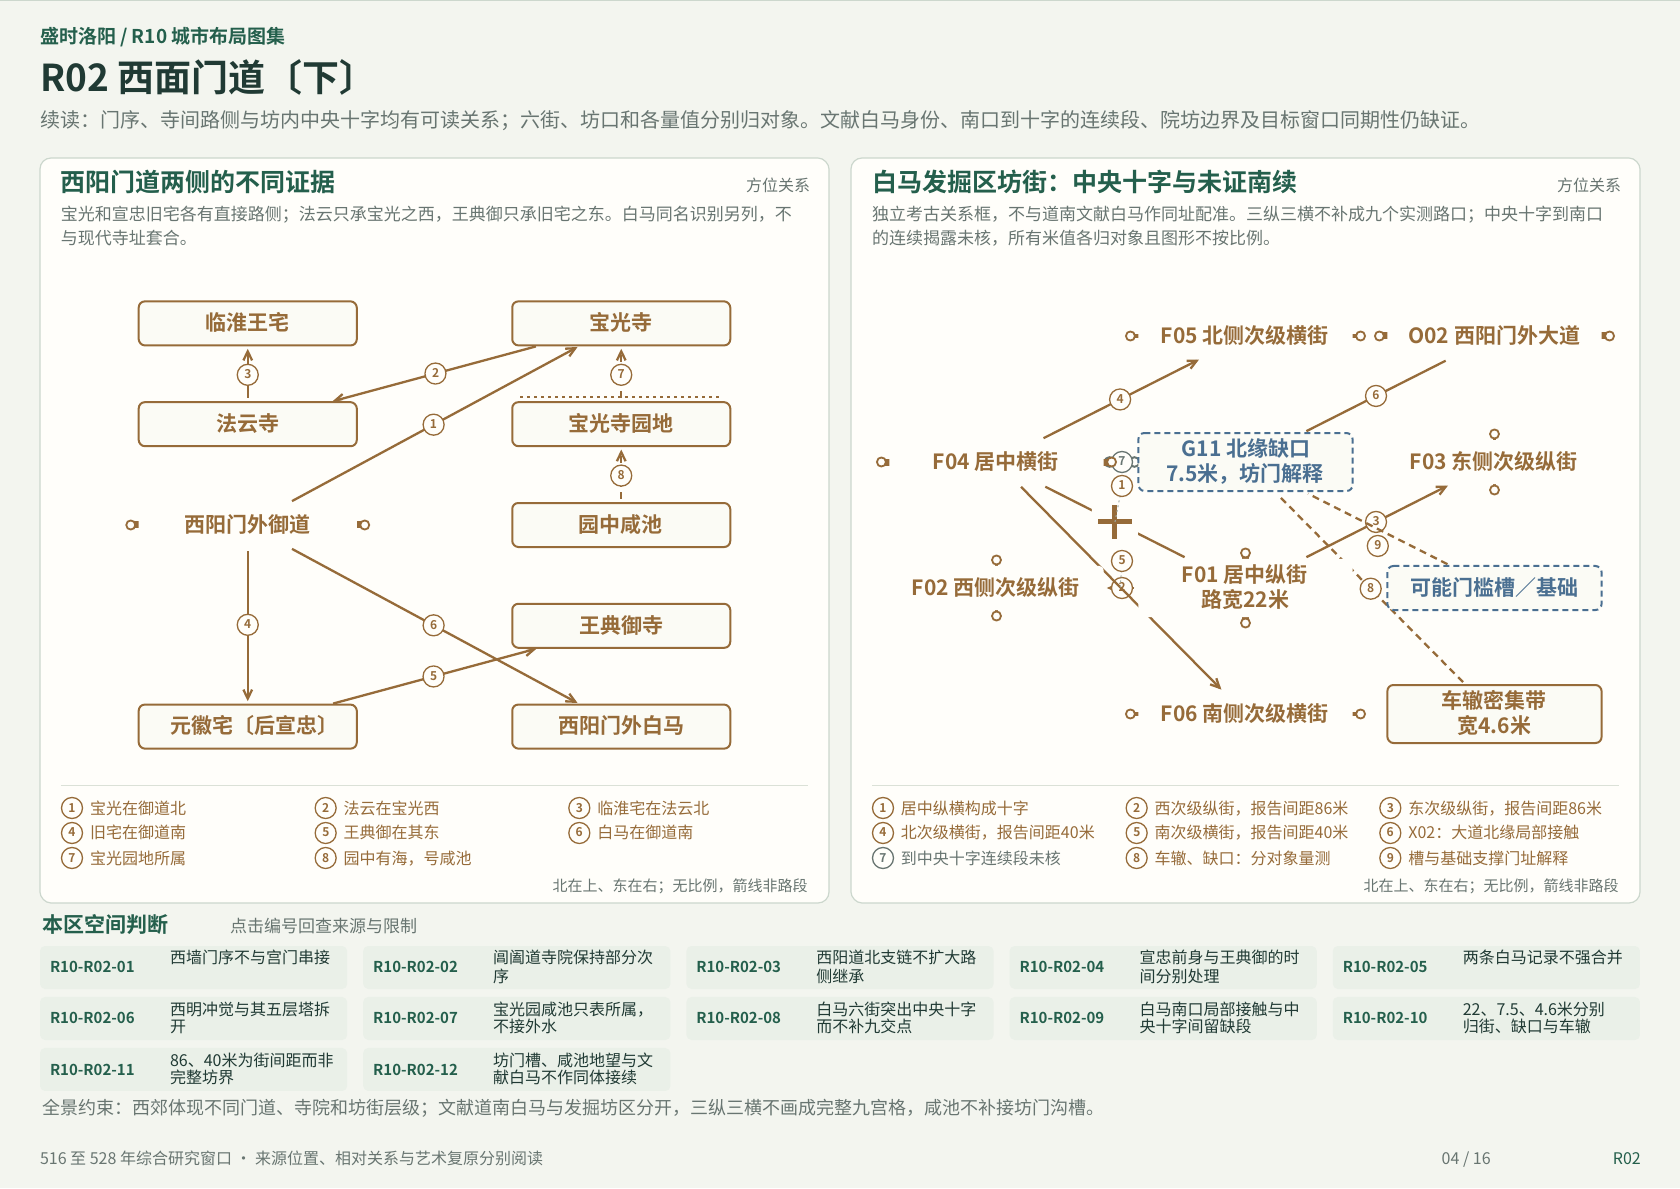 盛时洛阳 / R10 城市布局图集
R02 西面门道〔下〕
续读：门序、寺间路侧与坊内中央十字均有可读关系；六街、坊口和各量值分别归对象。文献白马身份、南口到十字的连续段、院坊边界及目标窗口同期性仍缺证。
西阳门道两侧的不同证据
方位关系
宝光和宣忠旧宅各有直接路侧；法云只承宝光之西，王典御只承旧宅之东。白马同名识别另列，不
与现代寺址套合。
临淮王宅
宝光寺
3
2
7
法云寺
1
宝光寺园地
8
西阳门外御道
园中咸池
4
6
王典御寺
5
元徽宅〔后宣忠〕
西阳门外白马
1 宝光在御道北
2 法云在宝光西
3 临淮宅在法云北
4 旧宅在御道南
5 王典御在其东
6 白马在御道南
7 宝光园地所属
8 园中有海，号咸池
北在上、东在右；无比例，箭线非路段
白马发掘区坊街：中央十字与未证南续
方位关系
独立考古关系框，不与道南文献白马作同址配准。三纵三横不补成九个实测路口；中央十字到南口
的连续揭露未核，所有米值各归对象且图形不按比例。
F05 北侧次级横街
O02 西阳门外大道
4
6
F04 居中横街
7
G11 北缘缺口
7.5米，坊门解释
F03 东侧次级纵街
1
3
9
5
F02 西侧次级纵街
2
F01 居中纵街
路宽22米
8
可能门槛槽／基础
F06 南侧次级横街
车辙密集带
宽4.6米
1 居中纵横构成十字
2 西次级纵街，报告间距86米
3 东次级纵街，报告间距86米
4 北次级横街，报告间距40米
5 南次级横街，报告间距40米
6 X02：大道北缘局部接触
7 到中央十字连续段未核
8 车辙、缺口：分对象量测
9 槽与基础支撑门址解释
北在上、东在右；无比例，箭线非路段
本区空间判断
点击编号回查来源与限制
R10-R02-01 西墙门序不与宫门串接
R10-R02-02 阊阖道寺院保持部分次
序
R10-R02-03 西阳道北支链不扩大路
侧继承
R10-R02-04 宣忠前身与王典御的时
间分别处理
R10-R02-05 两条白马记录不强合并
R10-R02-06 西明冲觉与其五层塔拆
开
R10-R02-07 宝光园咸池只表所属，
不接外水
R10-R02-08 白马六街突出中央十字
而不补九交点
R10-R02-09 白马南口局部接触与中
央十字间留缺段
R10-R02-10 22、7.5、4.6米分别
归街、缺口与车辙
R10-R02-11 86、40米为街间距而非
完整坊界
R10-R02-12 坊门槽、咸池地望与文
献白马不作同体接续
全景约束：西郊体现不同门道、寺院和坊街层级；文献道南白马与发掘坊区分开，三纵三横不画成完整九宫格，咸池不补接坊门沟槽。
516 至 528 年综合研究窗口 · 来源位置、相对关系与艺术复原分别阅读
04 / 16
R02